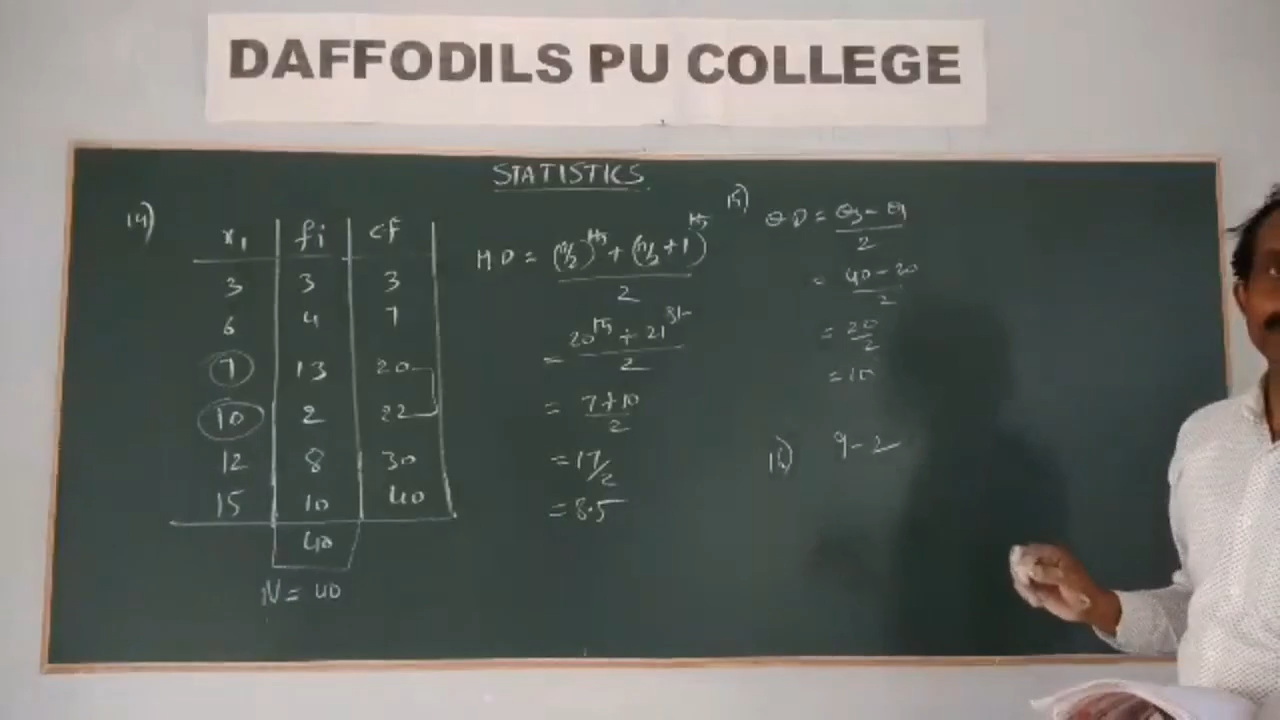 DAFFODILS PU COLLEGE
STATISTICS
14)
xi fi cf
3 3 3
6 4 7
7 13 20
10 2 22
12 8 30
15 10 40
40
N = 40
MD = (n/2)th + (n/2 + 1)th
2
= 20th + 21st
2
= 7+10
2
= 17/2
= 8.5
15)
QD = Q3 - Q1
2
= 40 - 20
2
= 20
2
= 10
16) 9 - 2